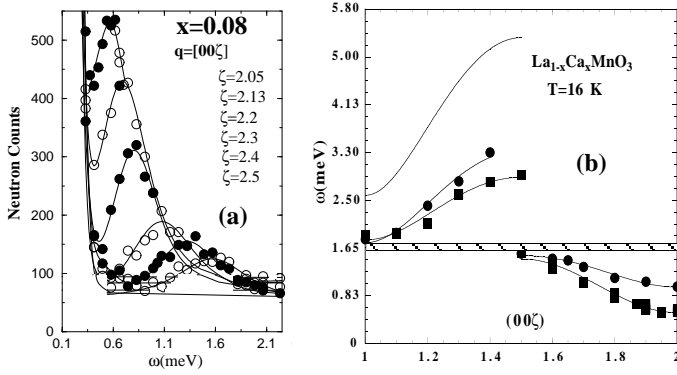 x=0.08
q=[00ζ]
ζ=2.05
ζ=2.13
ζ=2.2
ζ=2.3
ζ=2.4
ζ=2.5
(a)
Neutron Counts
500
400
300
200
100
0
0.1 0.6 1.1 1.6 2.1
ω(meV)
La1-xCaxMnO3
T=16 K
(b)
(00ζ)
ω(meV)
5.80
4.97
4.13
3.30
2.50
1.65
0.83
0
1 1.2 1.4 1.6 1.8 2